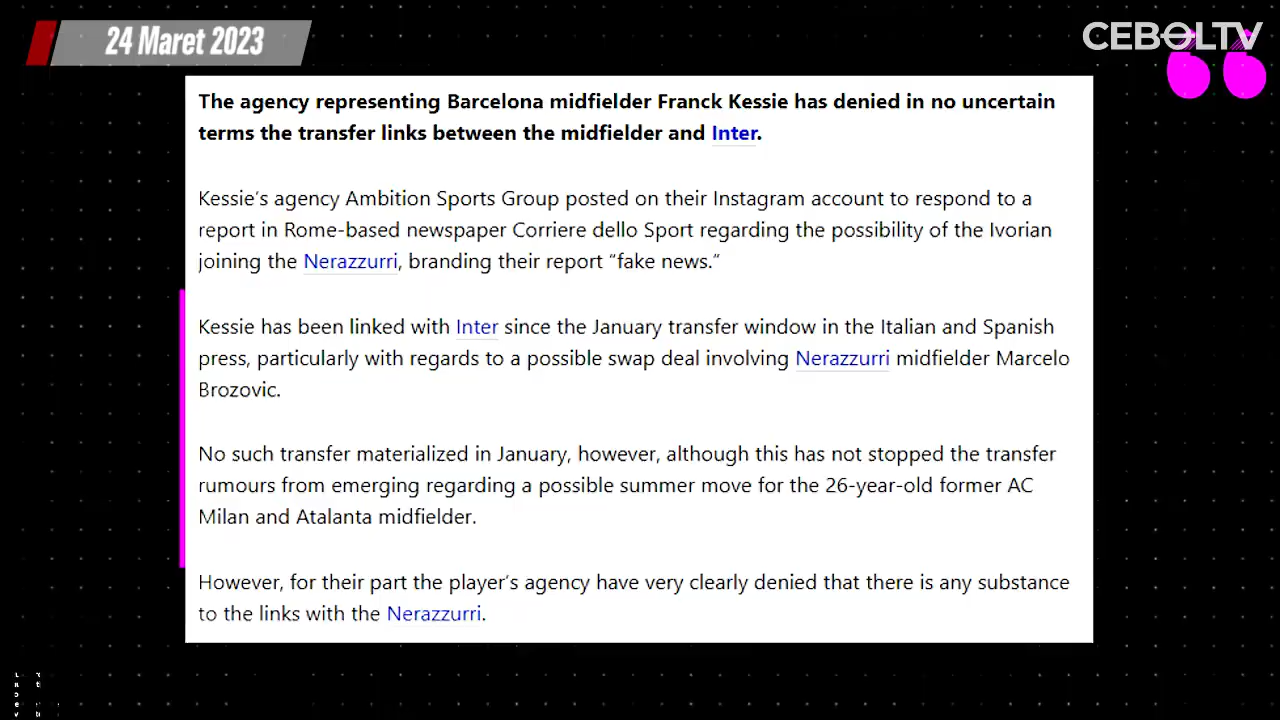 24 Maret 2023
CEBOLTV
The agency representing Barcelona midfielder Franck Kessie has denied in no uncertain
terms the transfer links between the midfielder and Inter.
Kessie’s agency Ambition Sports Group posted on their Instagram account to respond to a
report in Rome-based newspaper Corriere dello Sport regarding the possibility of the Ivorian
joining the Nerazzurri, branding their report “fake news.”
Kessie has been linked with Inter since the January transfer window in the Italian and Spanish
press, particularly with regards to a possible swap deal involving Nerazzurri midfielder Marcelo
Brozovic.
No such transfer materialized in January, however, although this has not stopped the transfer
rumours from emerging regarding a possible summer move for the 26-year-old former AC
Milan and Atalanta midfielder.
However, for their part the player’s agency have very clearly denied that there is any substance
to the links with the Nerazzurri.